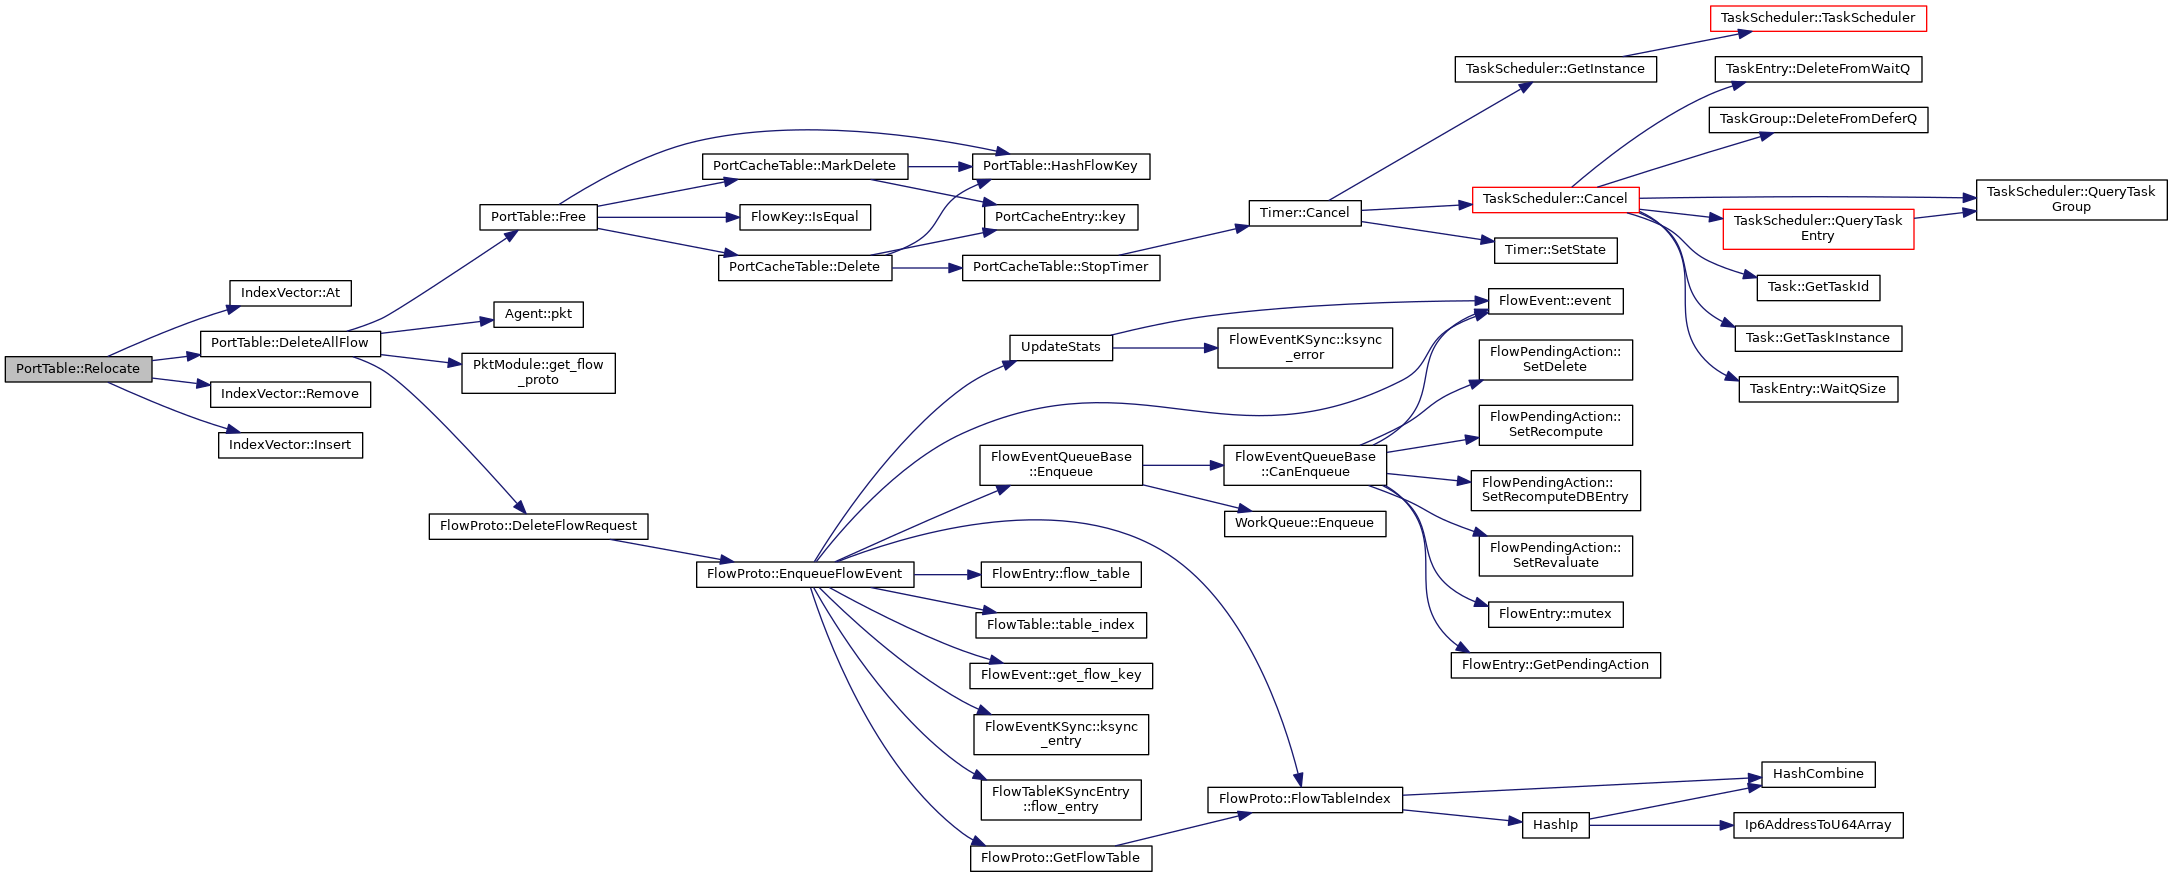 PortTable::Relocate
IndexVector::At
PortTable::DeleteAllFlow
IndexVector::Remove
IndexVector::Insert
PortTable::Free
Agent::pkt
PktModule::get_flow
_proto
FlowProto::DeleteFlowRequest
PortCacheTable::MarkDelete
FlowKey::IsEqual
PortCacheTable::Delete
FlowProto::EnqueueFlowEvent
PortTable::HashFlowKey
PortCacheEntry::key
PortCacheTable::StopTimer
UpdateStats
FlowEventQueueBase
::Enqueue
FlowEntry::flow_table
FlowTable::table_index
FlowEvent::get_flow_key
FlowEventKSync::ksync
_entry
FlowTableKSyncEntry
::flow_entry
FlowProto::GetFlowTable
Timer::Cancel
FlowEventKSync::ksync
_error
FlowEventQueueBase
::CanEnqueue
WorkQueue::Enqueue
FlowProto::FlowTableIndex
TaskScheduler::GetInstance
TaskScheduler::Cancel
Timer::SetState
FlowEvent::event
FlowPendingAction::
SetDelete
FlowPendingAction::
SetRecompute
FlowPendingAction::
SetRecomputeDBEntry
FlowPendingAction::
SetRevaluate
FlowEntry::mutex
FlowEntry::GetPendingAction
HashIp
TaskScheduler::TaskScheduler
TaskEntry::DeleteFromWaitQ
TaskGroup::DeleteFromDeferQ
TaskScheduler::QueryTask
Entry
Task::GetTaskId
Task::GetTaskInstance
TaskEntry::WaitQSize
HashCombine
Ip6AddressToU64Array
TaskScheduler::QueryTask
Group